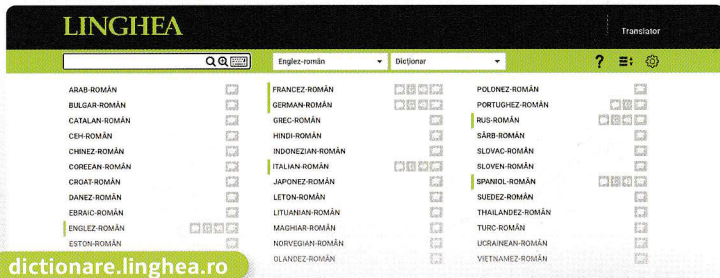 LINGHEA
Translator
Englez-român
Dicționar
?
ARAB-ROMÂN
BULGAR-ROMÂN
CATALAN-ROMÂN
CEH-ROMÂN
CHINEZ-ROMÂN
COREEAN-ROMÂN
CROAT-ROMÂN
DANEZ-ROMÂN
EBRAIC-ROMÂN
ENGLEZ-ROMÂN
ESTON-ROMÂN
FRANCEZ-ROMÂN
GERMAN-ROMÂN
GREC-ROMÂN
HINDI-ROMÂN
INDONEZIAN-ROMÂN
ITALIAN-ROMÂN
JAPONEZ-ROMÂN
LETON-ROMÂN
LITUANIAN-ROMÂN
MAGHIAR-ROMÂN
NORVEGIAN-ROMÂN
OLANDEZ-ROMÂN
POLONEZ-ROMÂN
PORTUGHEZ-ROMÂN
RUS-ROMÂN
SÂRB-ROMÂN
SLOVAC-ROMÂN
SLOVEN-ROMÂN
SPANIOL-ROMÂN
SUEDEZ-ROMÂN
THAILANDEZ-ROMÂN
TURC-ROMÂN
UCRAINEAN-ROMÂN
VIETNAMEZ-ROMÂN
dictionare.linghea.ro